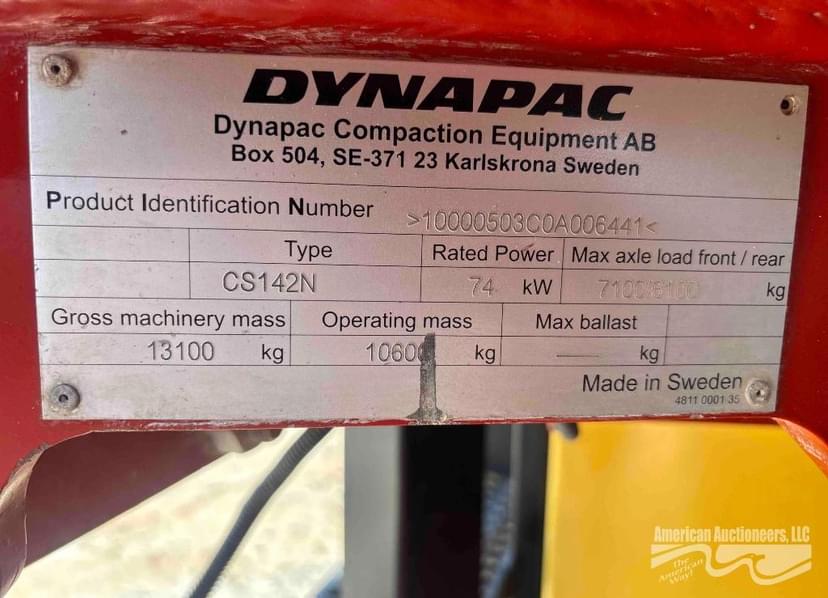 DYNAPAC
Dynapac Compaction Equipment AB
Box 504, SE-371 23 Karlskrona Sweden
Product Identification Number >10000503C0A006441<
Type Rated Power Max axle load front / rear
CS142N 74 kW kg
Gross machinery mass Operating mass Max ballast
13100 kg 10600 kg — kg
Made in Sweden
4811 0001 35
American Auctioneers, LLC
The American Way!